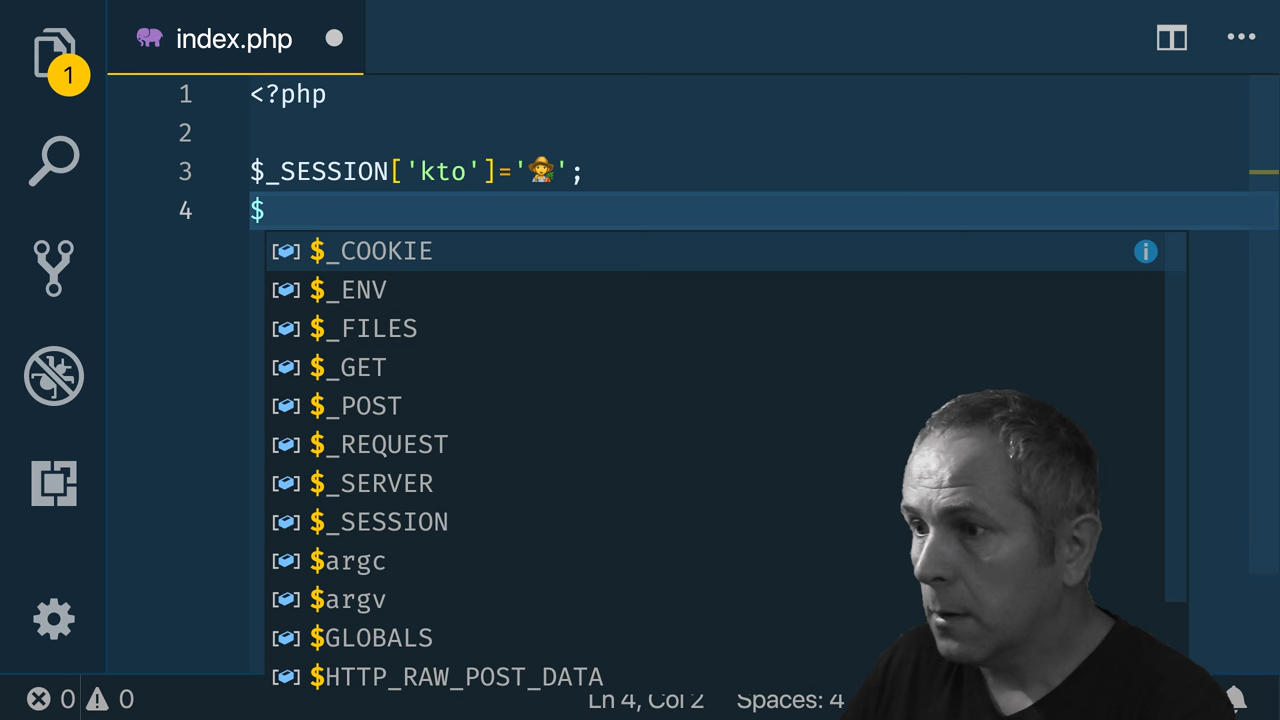 index.php
1
1 <?php
2
3 $_SESSION['kto']='🧑‍🌾';
4 $
$_COOKIE
$_ENV
$_FILES
$_GET
$_POST
$_REQUEST
$_SERVER
$_SESSION
$argc
$argv
$GLOBALS
$HTTP_RAW_POST_DATA
0 0 Ln 4, Col 2 Spaces: 4